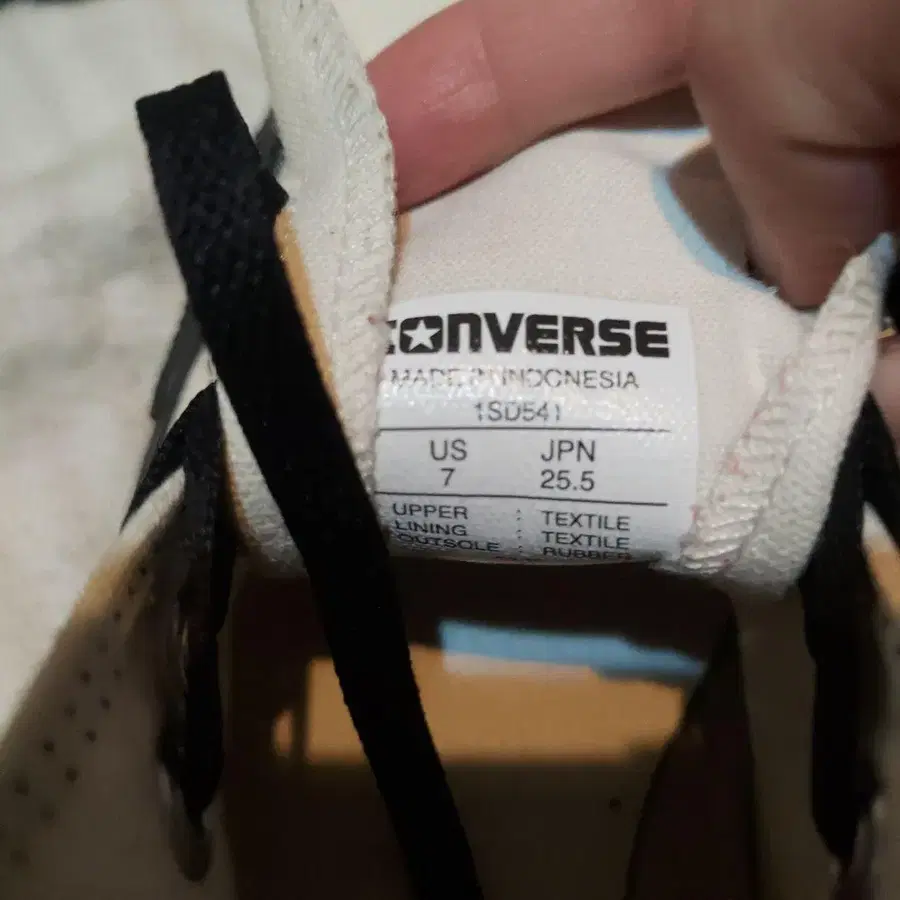 CONVERSE
MADE IN INDONESIA
1SD541
US JPN
7 25.5
UPPER : TEXTILE
LINING : TEXTILE
OUTSOLE : RUBBER